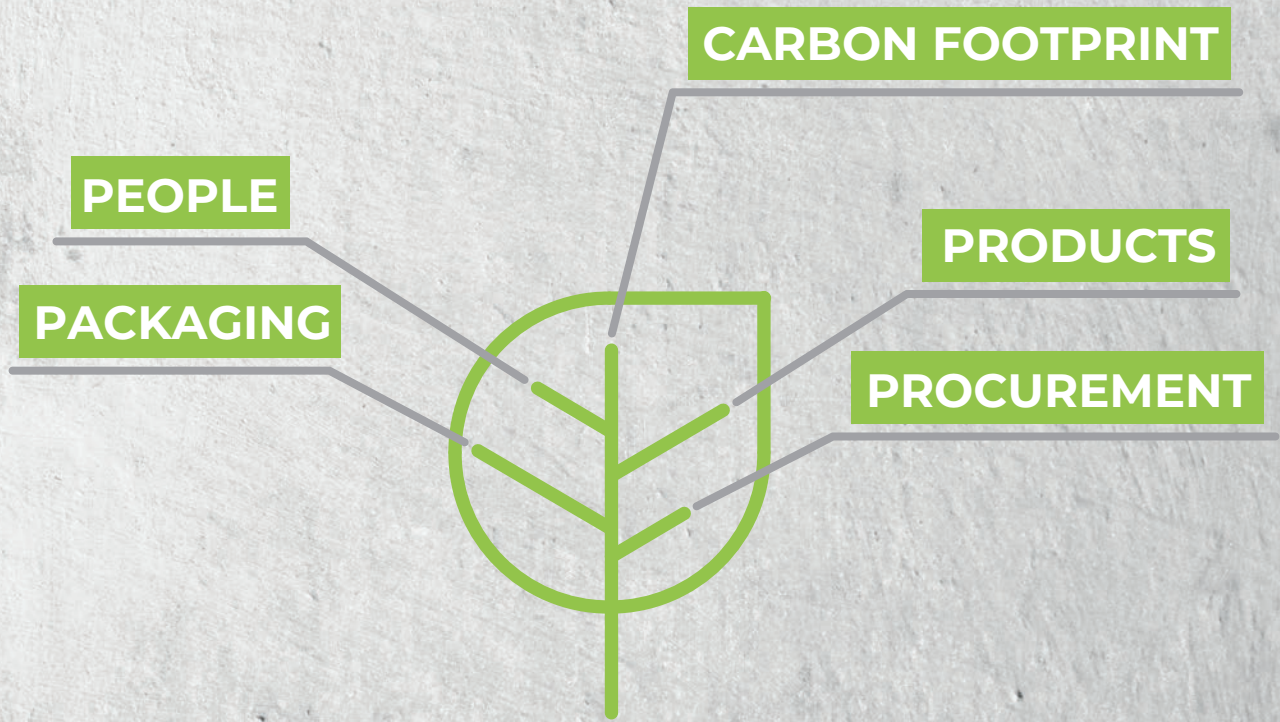 CARBON FOOTPRINT
PEOPLE
PRODUCTS
PACKAGING
PROCUREMENT